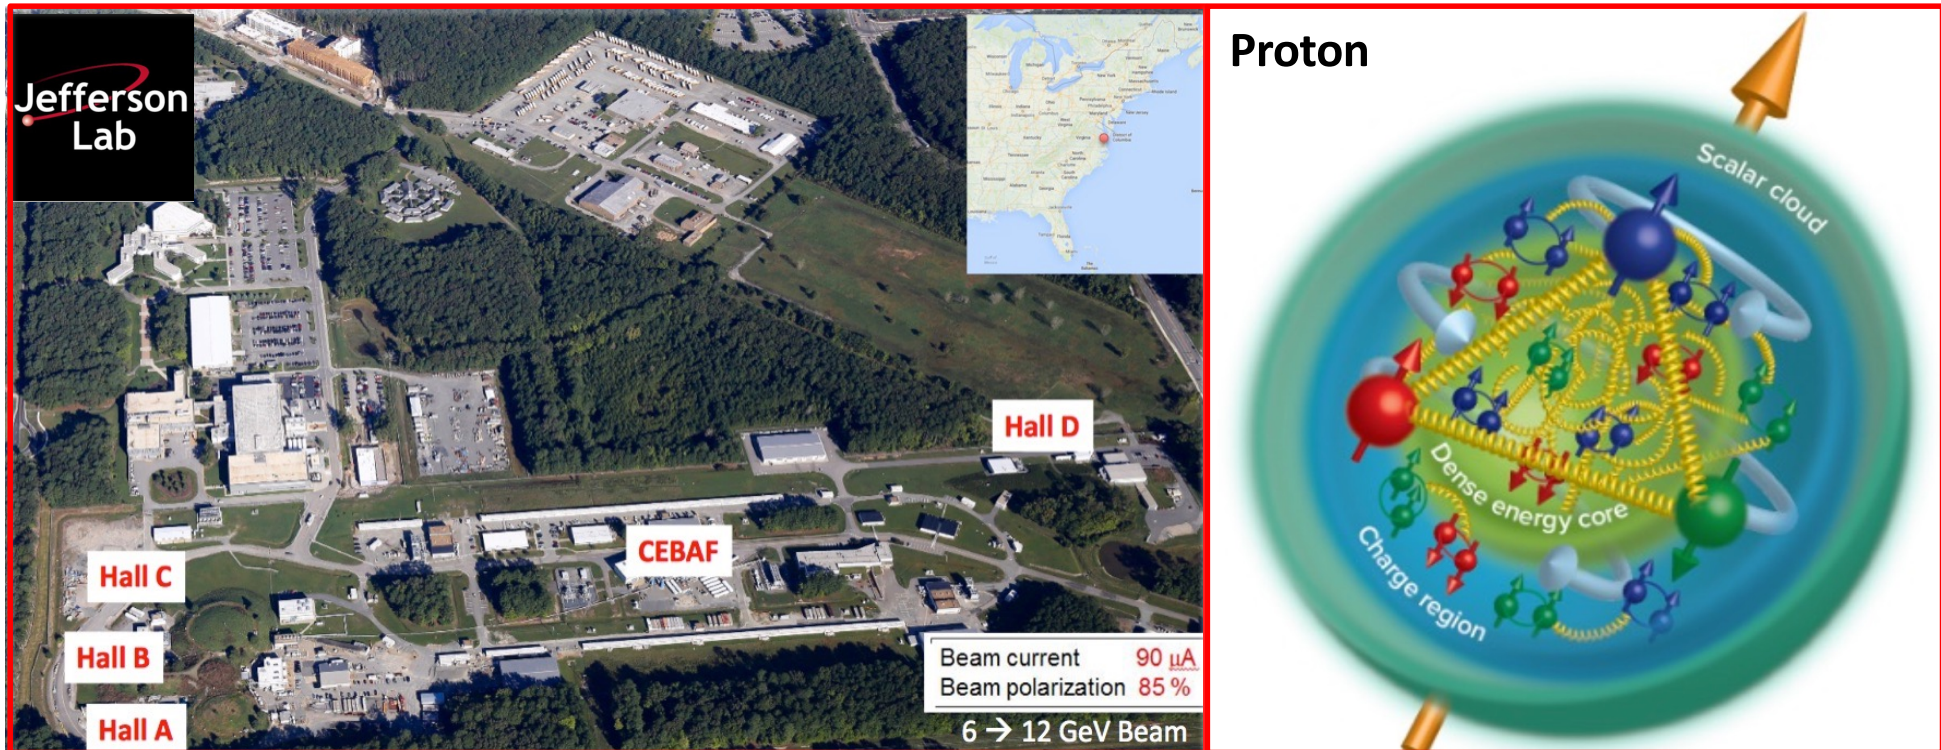 Jefferson
Lab
Hall D
CEBAF
Hall C
Hall B
Hall A
Beam current 90 µA
Beam polarization 85 %
6 → 12 GeV Beam
Proton
Scalar cloud
Dense energy core
Charge region